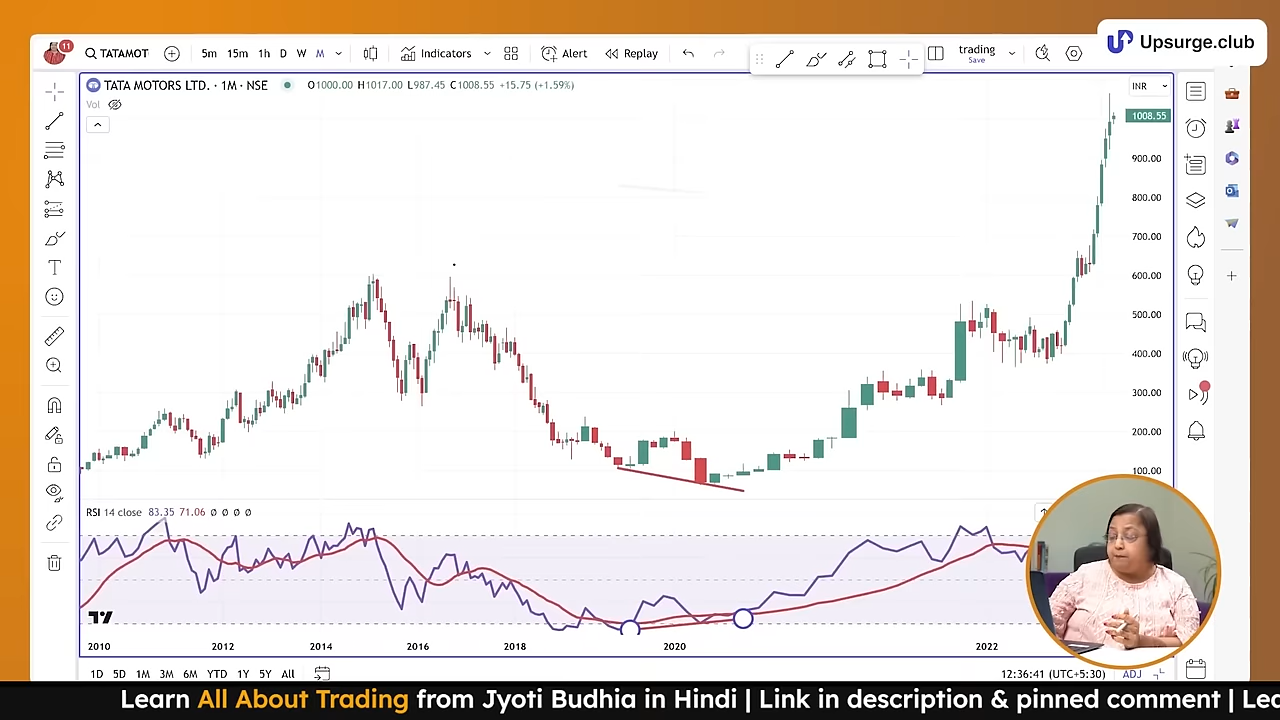 Upsurge.club
11
TATAMOT
5m 15m 1h D W M
Indicators
Alert
Replay
trading
Save
TATA MOTORS LTD. · 1M · NSE
O1000.00 H1017.00 L987.45 C1008.55 +15.75 (+1.59%)
INR
Vol
1008.55
900.00
800.00
700.00
600.00
500.00
400.00
300.00
200.00
100.00
RSI 14 close 83.35 71.06 Ø Ø Ø Ø
2010 2012 2014 2016 2018 2020 2022
1D 5D 1M 3M 6M YTD 1Y 5Y All
12:36:41 (UTC+5:30) ADJ
Learn All About Trading from Jyoti Budhia in Hindi | Link in description & pinned comment |